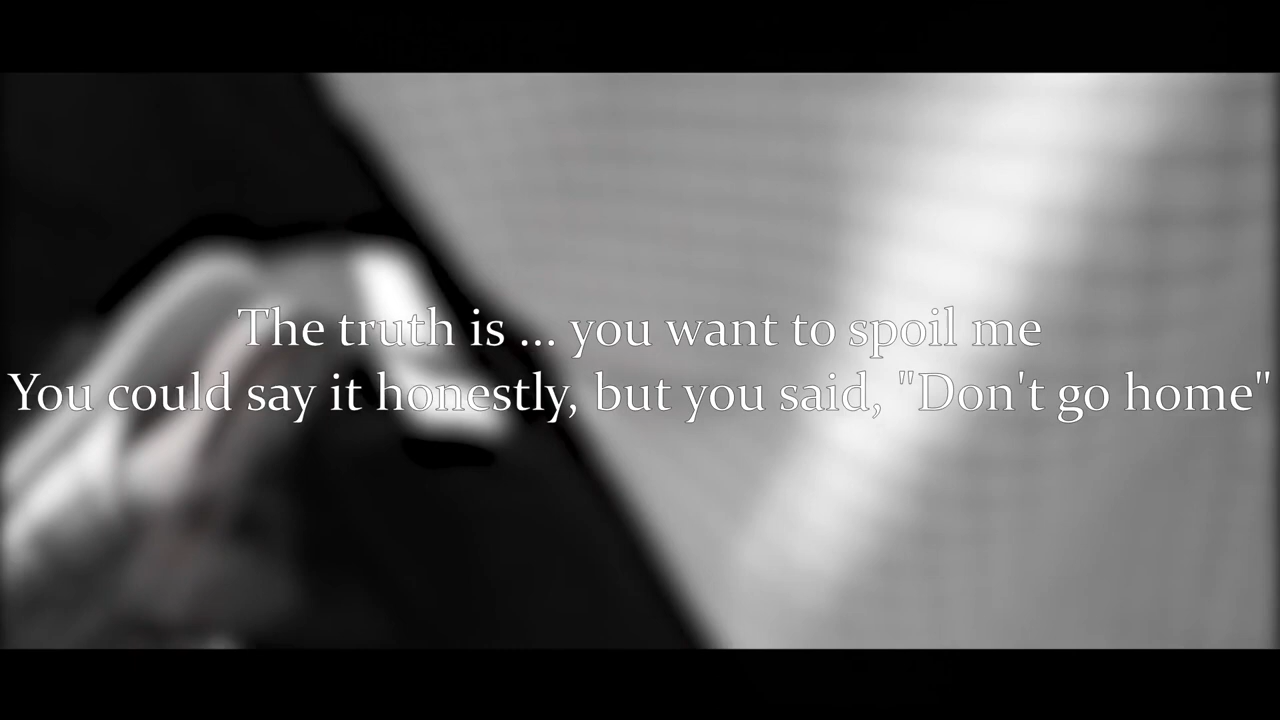 The truth is ... you want to spoil me
You could say it honestly, but you said, "Don't go home"